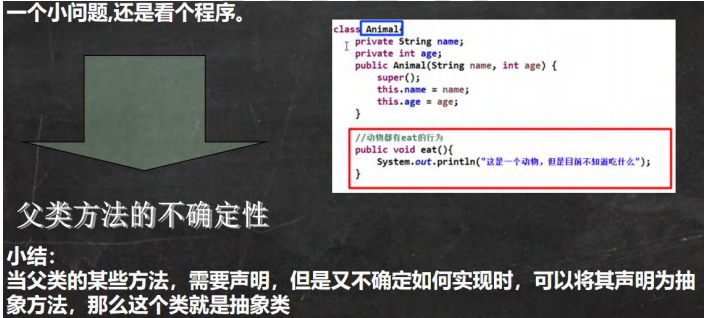 一个小问题,还是看个程序。
class Animal{
private String name;
private int age;
public Animal(String name, int age) {
super();
this.name = name;
this.age = age;
}
//动物都有eat的行为
public void eat(){
System.out.println("这是一个动物，但是目前不知道吃什么");
}
父类方法的不确定性
小结：
当父类的某些方法，需要声明，但是又不确定如何实现时，可以将其声明为抽
象方法，那么这个类就是抽象类